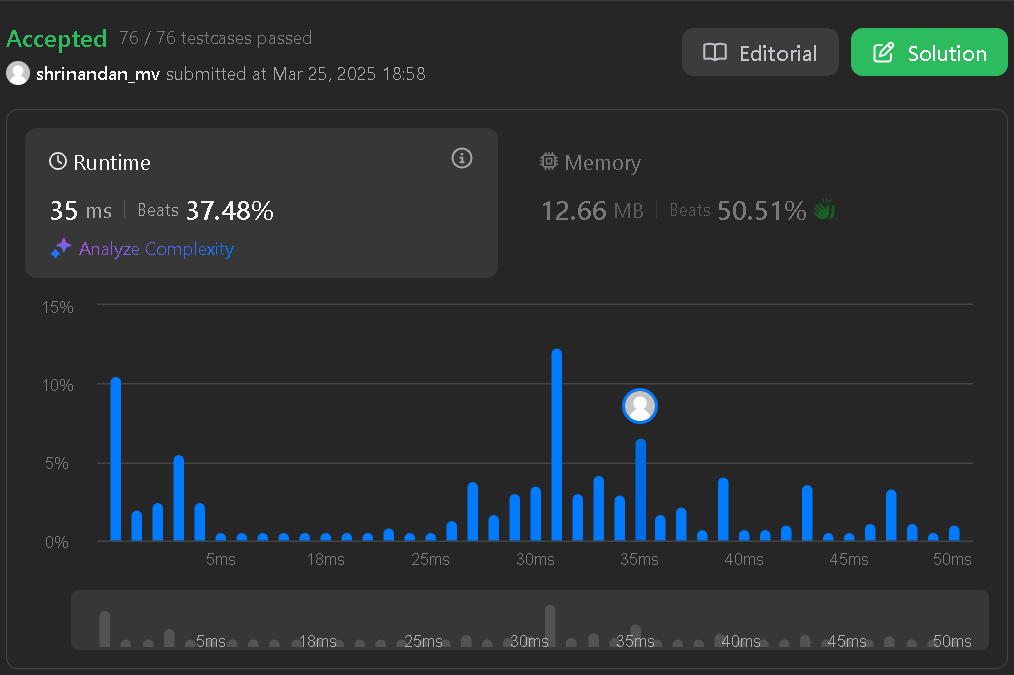 Accepted 76 / 76 testcases passed
Editorial
Solution
shrinandan_mv submitted at Mar 25, 2025 18:58
Runtime
35 ms Beats 37.48%
Analyze Complexity
Memory
12.66 MB Beats 50.51%
15%
10%
5%
0%
5ms 18ms 25ms 30ms 35ms 40ms 45ms 50ms
5ms 18ms 25ms 30ms 35ms 40ms 45ms 50ms